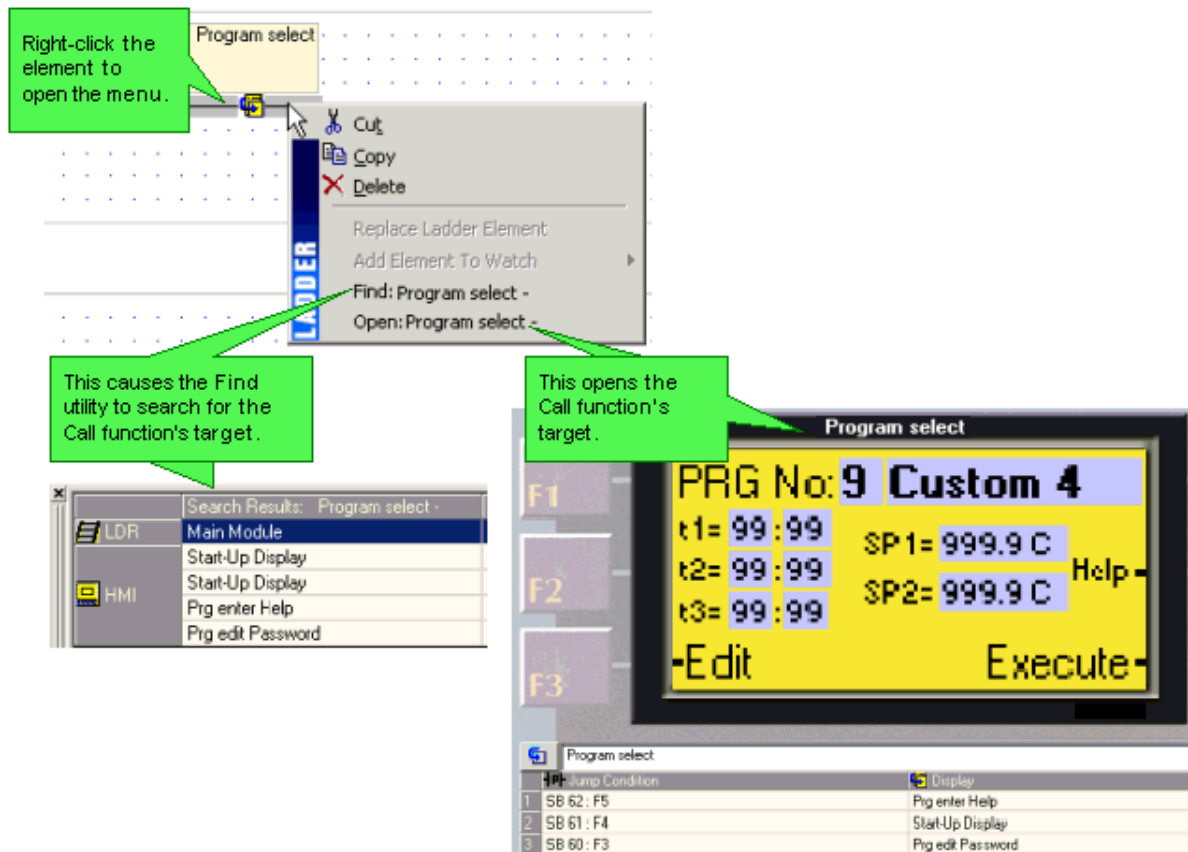 Right-click the
element to
open the menu.
Program select
Cut
Copy
Delete
Replace Ladder Element
Add Element To Watch
Find: Program select -
Open: Program select -
LADDER
This causes the Find
utility to search for the
Call function's target.
This opens the
Call function's
target.
Search Results: Program select -
LDR
Main Module
HMI
Start-Up Display
Start-Up Display
Prg enter Help
Prg edit Password
Program select
F1
F2
F3
PRG No: 9 Custom 4
t1= 99:99
SP1= 999.9 C
t2= 99:99
Help
SP2= 999.9 C
t3= 99:99
Edit
Execute
Program select
Jump Condition
Display
1 SB 62 : F5 Prg enter Help
2 SB 61 : F4 Start-Up Display
3 SB 60 : F3 Prg edit Password